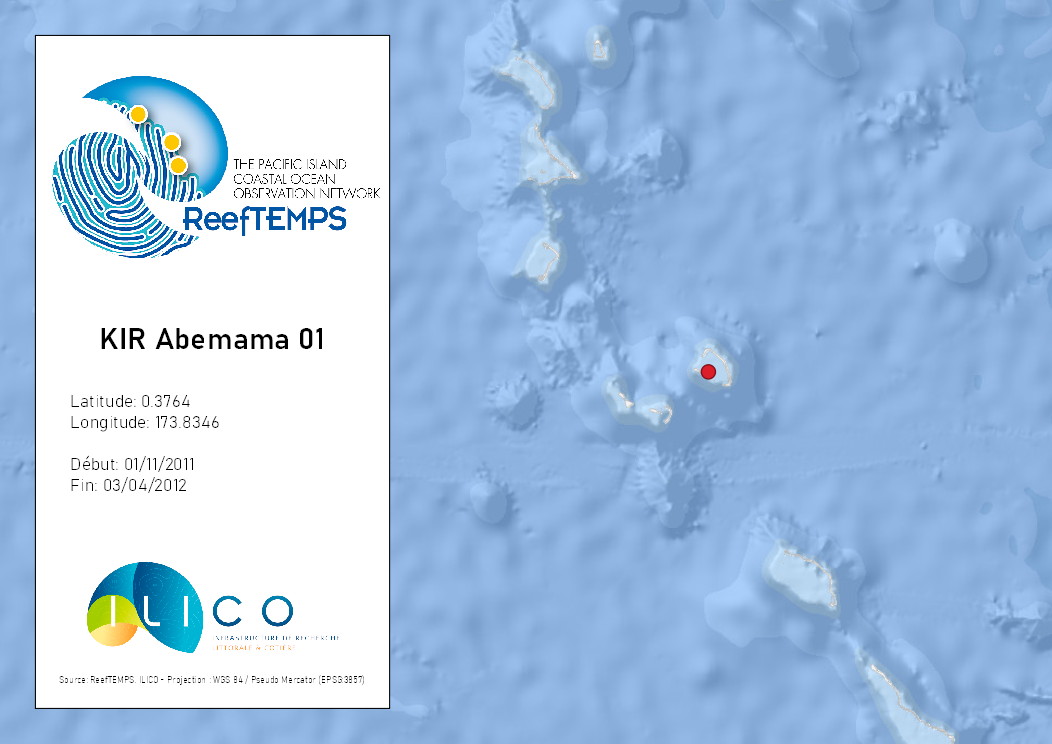 THE PACIFIC ISLAND
COASTAL OCEAN
OBSERVATION NETWORK
ReefTEMPS
KIR Abemama 01
Latitude: 0.3764
Longitude: 173.8346
Début: 01/11/2011
Fin: 03/04/2012
ILICO
INFRASTRUCTURE DE RECHERCHE
LITTORALE & CÔTIÈRE
Source: ReefTEMPS, ILICO - Projection : WGS 84 / Pseudo Mercator (EPSG:3857)